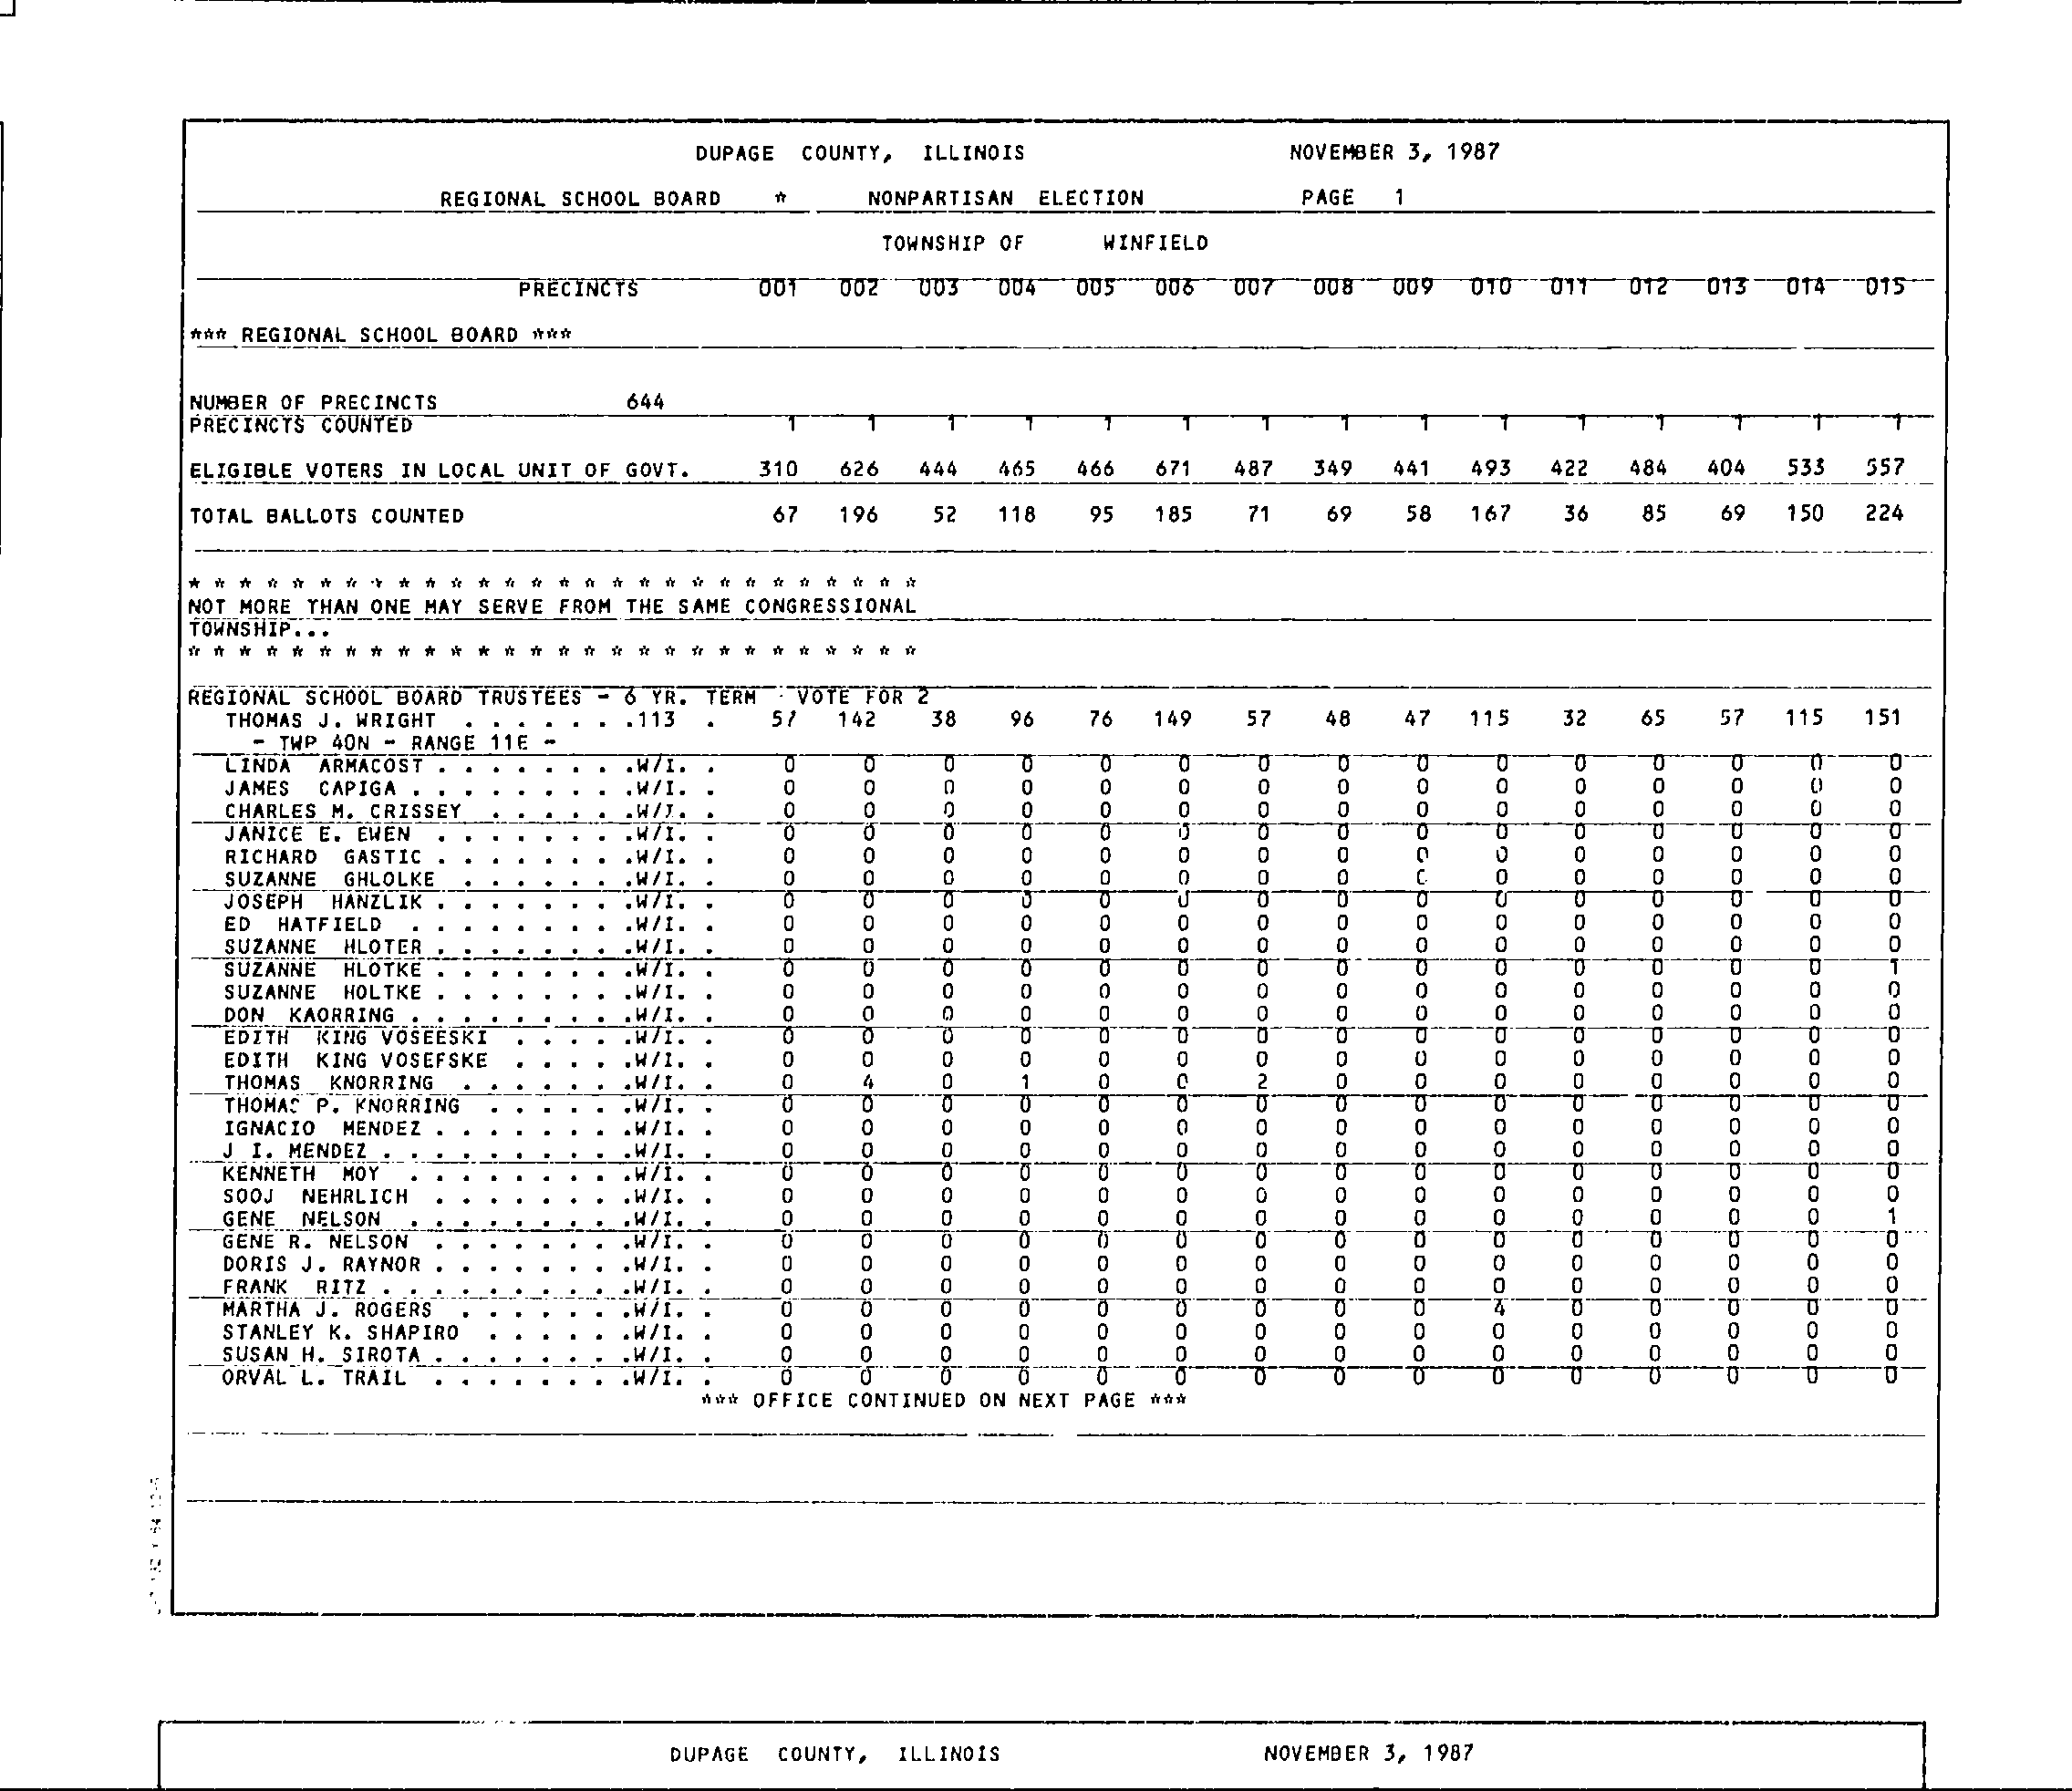 DUPAGE COUNTY, ILLINOIS NOVEMBER 3, 1987
REGIONAL SCHOOL BOARD * NONPARTISAN ELECTION PAGE 1
TOWNSHIP OF WINFIELD
PRECINCTS 001 002 003 004 005 006 007 008 009 010 011 012 013 014 015
*** REGIONAL SCHOOL BOARD ***
NUMBER OF PRECINCTS 644
PRECINCTS COUNTED 1 1 1 1 1 1 1 1 1 1 1 1 1 1 1
ELIGIBLE VOTERS IN LOCAL UNIT OF GOVT. 310 626 444 465 466 671 487 349 441 493 422 484 404 533 557
TOTAL BALLOTS COUNTED 67 196 52 118 95 185 71 69 58 167 36 85 69 150 224
* * * * * * * * * * * * * * * * * * * * * * * * * * * *
NOT MORE THAN ONE MAY SERVE FROM THE SAME CONGRESSIONAL
TOWNSHIP...
* * * * * * * * * * * * * * * * * * * * * * * * * * * *
REGIONAL SCHOOL BOARD TRUSTEES - 6 YR. TERM - VOTE FOR 2
THOMAS J. WRIGHT . . . . . . .113 . 57 142 38 96 76 149 57 48 47 115 32 65 57 115 151
- TWP 40N - RANGE 11E -
LINDA ARMACOST . . . . . . . .W/I. . 0 0 0 0 0 0 0 0 0 0 0 0 0 0 0
JAMES CAPIGA . . . . . . . . .W/I. . 0 0 0 0 0 0 0 0 0 0 0 0 0 0 0
CHARLES M. CRISSEY . . . . . .W/I. . 0 0 0 0 0 0 0 0 0 0 0 0 0 0 0
JANICE E. EWEN . . . . . . . .W/I. . 0 0 0 0 0 0 0 0 0 0 0 0 0 0 0
RICHARD GASTIC . . . . . . . .W/I. . 0 0 0 0 0 0 0 0 0 0 0 0 0 0 0
SUZANNE GHLOLKE . . . . . . .W/I. . 0 0 0 0 0 0 0 0 0 0 0 0 0 0 0
JOSEPH HANZLIK . . . . . . . .W/I. . 0 0 0 0 0 0 0 0 0 0 0 0 0 0 0
ED HATFIELD . . . . . . . . .W/I. . 0 0 0 0 0 0 0 0 0 0 0 0 0 0 0
SUZANNE HLOTER . . . . . . . .W/I. . 0 0 0 0 0 0 0 0 0 0 0 0 0 0 0
SUZANNE HLOTKE . . . . . . . .W/I. . 0 0 0 0 0 0 0 0 0 0 0 0 0 0 1
SUZANNE HOLTKE . . . . . . . .W/I. . 0 0 0 0 0 0 0 0 0 0 0 0 0 0 0
DON KAORRING . . . . . . . . .W/I. . 0 0 0 0 0 0 0 0 0 0 0 0 0 0 0
EDITH KING VOSEESKI . . . . .W/I. . 0 0 0 0 0 0 0 0 0 0 0 0 0 0 0
EDITH KING VOSEFSKE . . . . .W/I. . 0 0 0 0 0 0 0 0 0 0 0 0 0 0 0
THOMAS KNORRING . . . . . . .W/I. . 0 4 0 1 0 0 2 0 0 0 0 0 0 0 0
THOMAS P. KNORRING . . . . . .W/I. . 0 0 0 0 0 0 0 0 0 0 0 0 0 0 0
IGNACIO MENDEZ . . . . . . . .W/I. . 0 0 0 0 0 0 0 0 0 0 0 0 0 0 0
J I. MENDEZ . . . . . . . . . .W/I. . 0 0 0 0 0 0 0 0 0 0 0 0 0 0 0
KENNETH MOY . . . . . . . . .W/I. . 0 0 0 0 0 0 0 0 0 0 0 0 0 0 0
SOOJ NEHRLICH . . . . . . . .W/I. . 0 0 0 0 0 0 0 0 0 0 0 0 0 0 0
GENE NELSON . . . . . . . . .W/I. . 0 0 0 0 0 0 0 0 0 0 0 0 0 0 1
GENE R. NELSON . . . . . . . .W/I. . 0 0 0 0 0 0 0 0 0 0 0 0 0 0 0
DORIS J. RAYNOR . . . . . . . .W/I. . 0 0 0 0 0 0 0 0 0 0 0 0 0 0 0
FRANK RITZ . . . . . . . . . .W/I. . 0 0 0 0 0 0 0 0 0 0 0 0 0 0 0
MARTHA J. ROGERS . . . . . . .W/I. . 0 0 0 0 0 0 0 0 0 4 0 0 0 0 0
STANLEY K. SHAPIRO . . . . . .W/I. . 0 0 0 0 0 0 0 0 0 0 0 0 0 0 0
SUSAN H. SIROTA . . . . . . . .W/I. . 0 0 0 0 0 0 0 0 0 0 0 0 0 0 0
ORVAL L. TRAIL . . . . . . . .W/I. . 0 0 0 0 0 0 0 0 0 0 0 0 0 0 0
*** OFFICE CONTINUED ON NEXT PAGE ***
DUPAGE COUNTY, ILLINOIS NOVEMBER 3, 1987